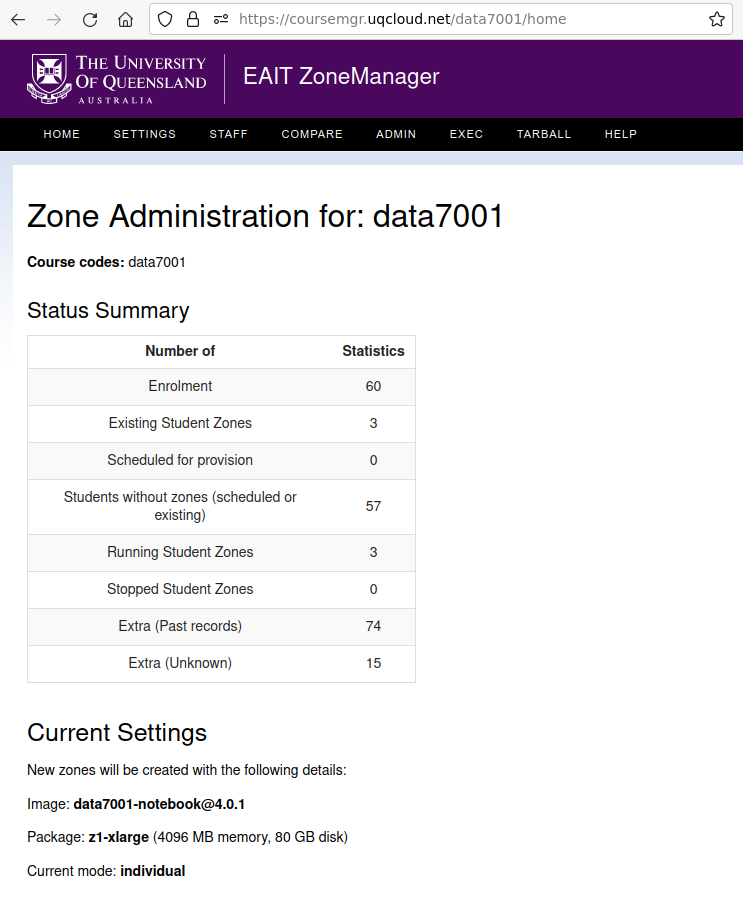 https://coursemgr.uqcloud.net/data7001/home
THE UNIVERSITY
OF QUEENSLAND
AUSTRALIA
EAIT ZoneManager
HOME SETTINGS STAFF COMPARE ADMIN EXEC TARBALL HELP
Zone Administration for: data7001
Course codes: data7001
Status Summary
Number of Statistics
Enrolment 60
Existing Student Zones 3
Scheduled for provision 0
Students without zones (scheduled or
existing) 57
Running Student Zones 3
Stopped Student Zones 0
Extra (Past records) 74
Extra (Unknown) 15
Current Settings
New zones will be created with the following details:
Image: data7001-notebook@4.0.1
Package: z1-xlarge (4096 MB memory, 80 GB disk)
Current mode: individual